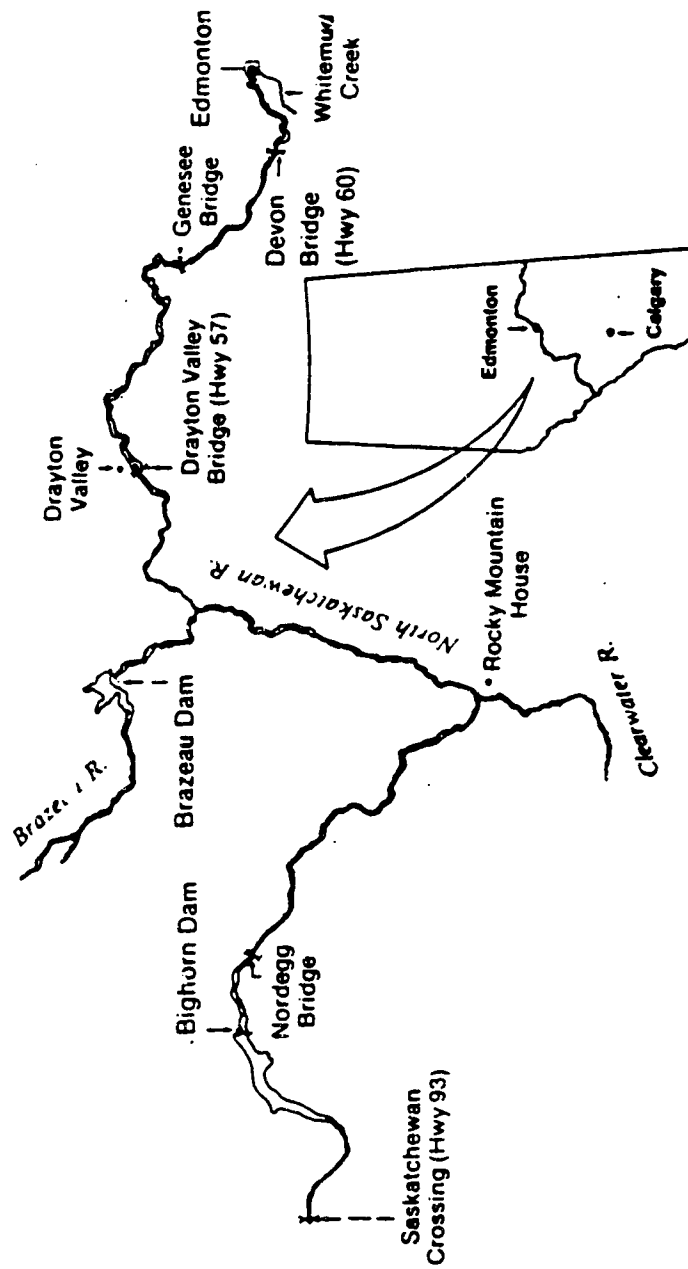 Edmonton
Whitemud
Creek
Genesee
Bridge
Devon
Bridge
(Hwy 60)
Drayton
Valley
Drayton Valley
Bridge (Hwy 57)
North Saskatchewan R.
Edmonton
Calgary
Rocky Mountain
House
Clearwater R.
R.
Brazeau Dam
Bighorn Dam
Nordegg
Bridge
Saskatchewan
Crossing (Hwy 93)